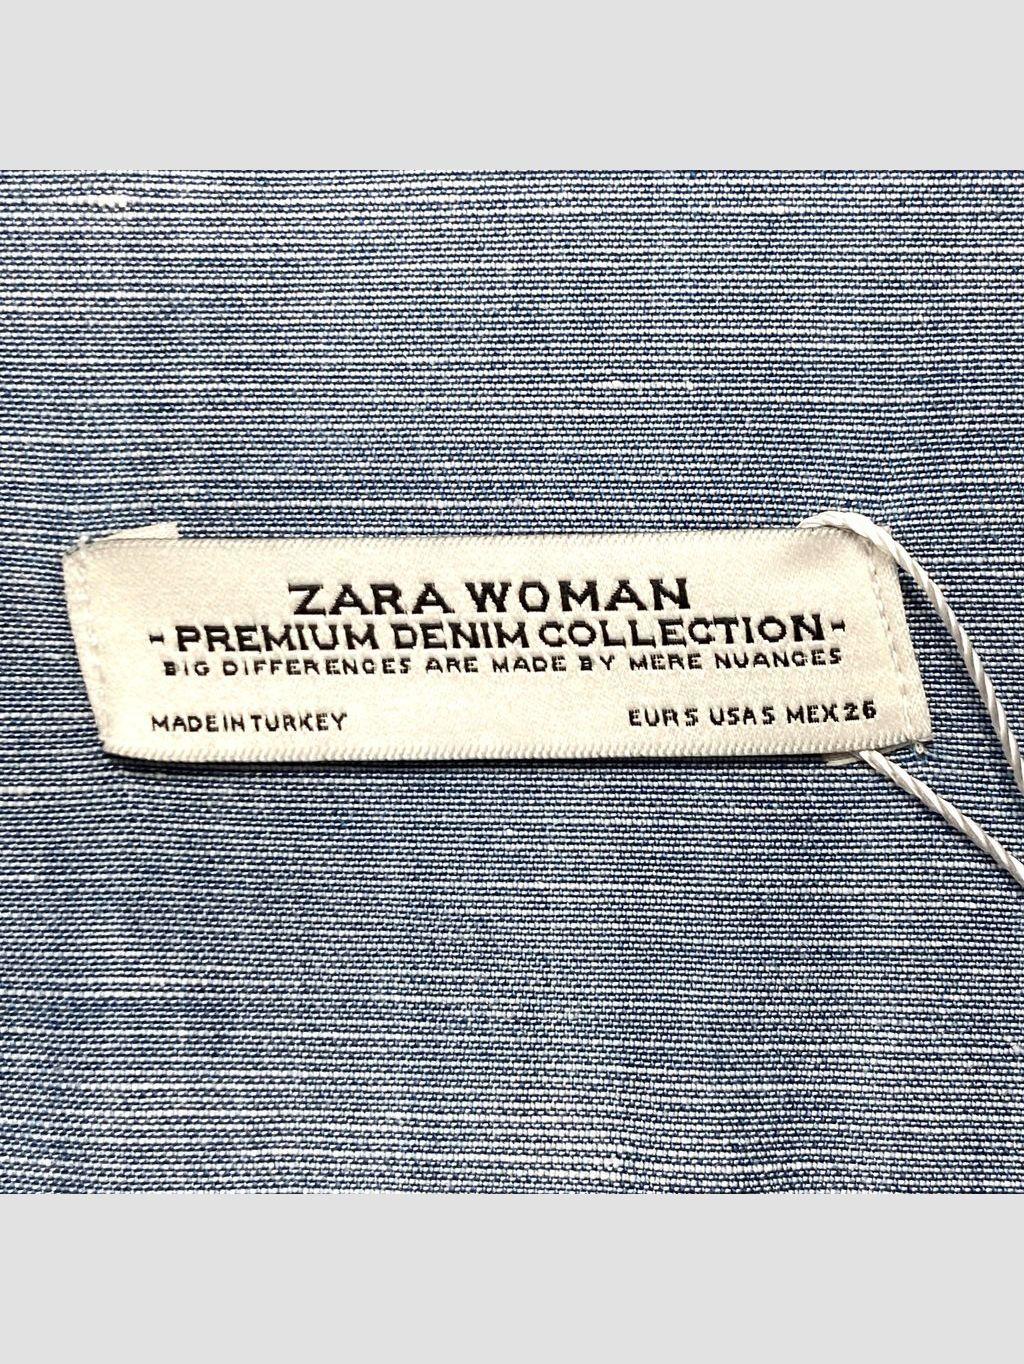 ZARA WOMAN
-PREMIUM DENIM COLLECTION-
BIG DIFFERENCES ARE MADE BY MERE NUANCES
MADE IN TURKEY
EUR S USA S MEX 26